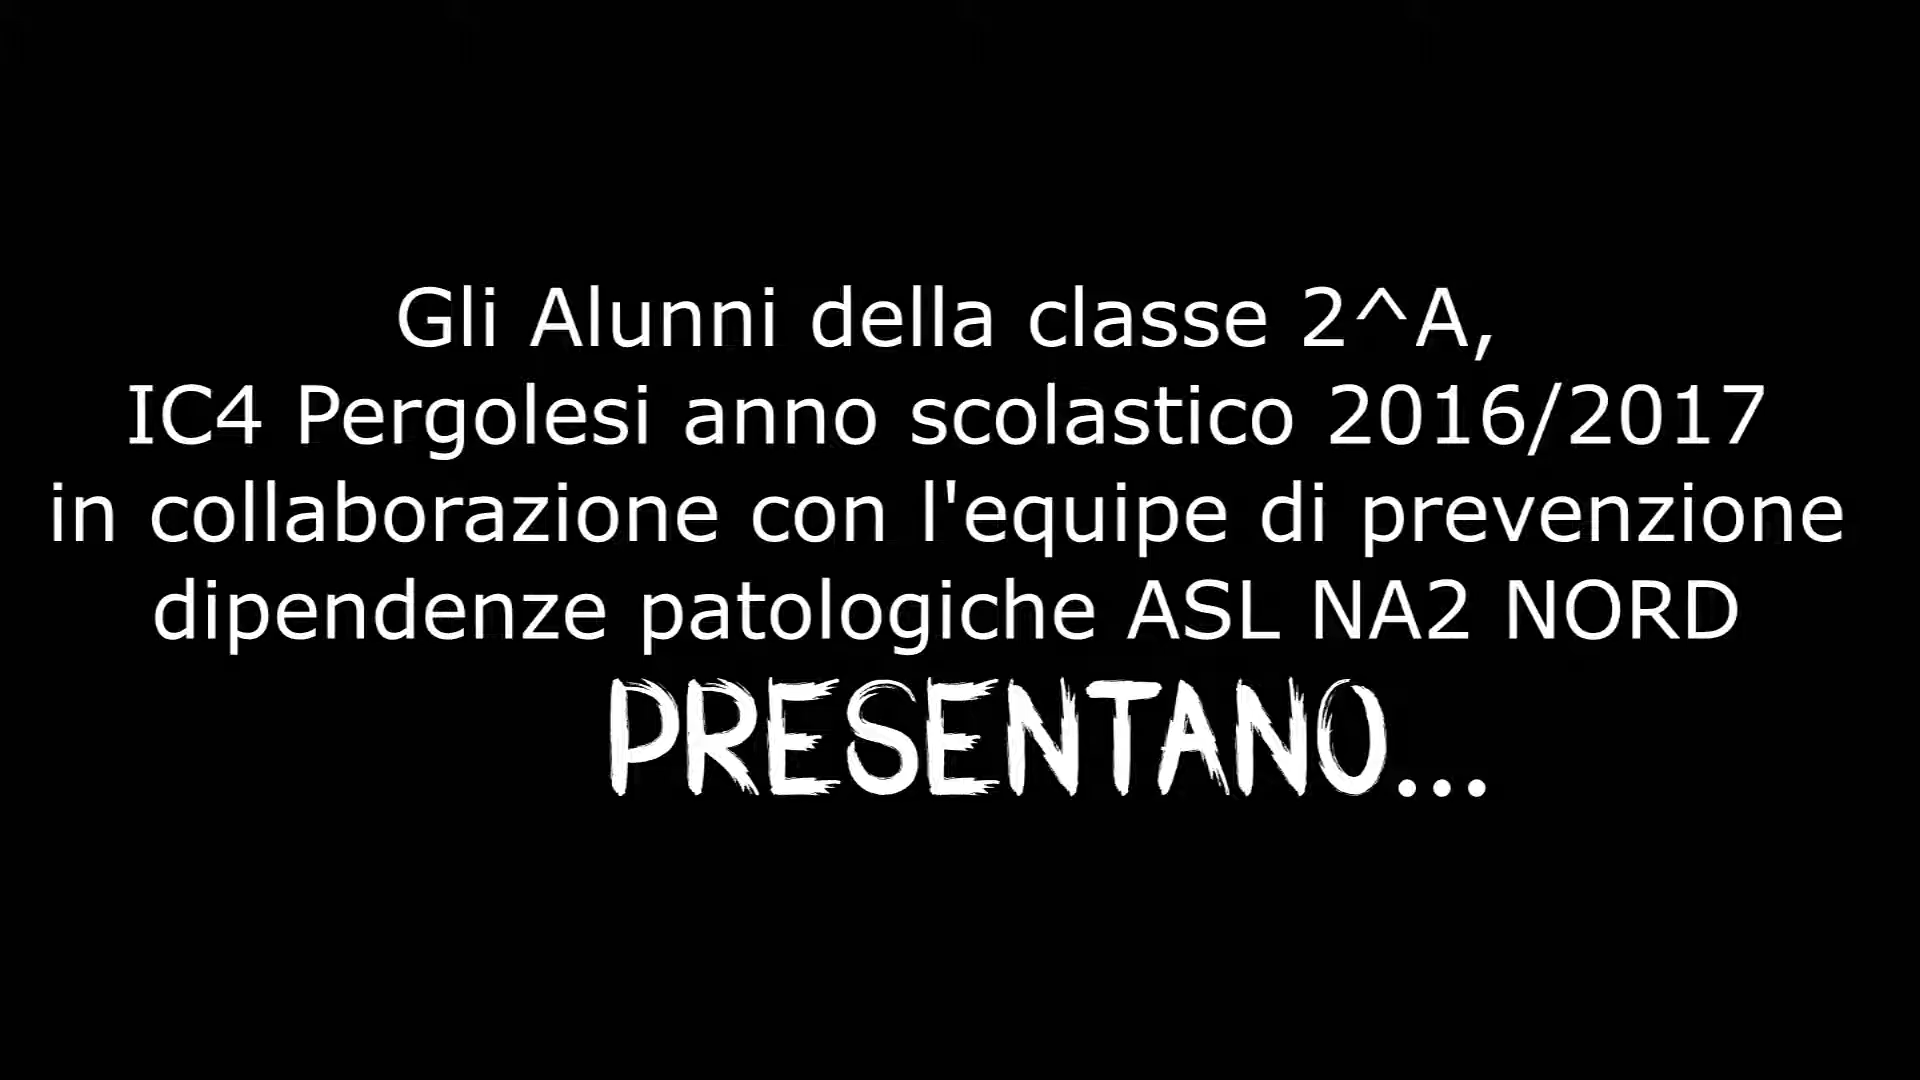 Gli Alunni della classe 2^A,
IC4 Pergolesi anno scolastico 2016/2017
in collaborazione con l'equipe di prevenzione
dipendenze patologiche ASL NA2 NORD
PRESENTANO...